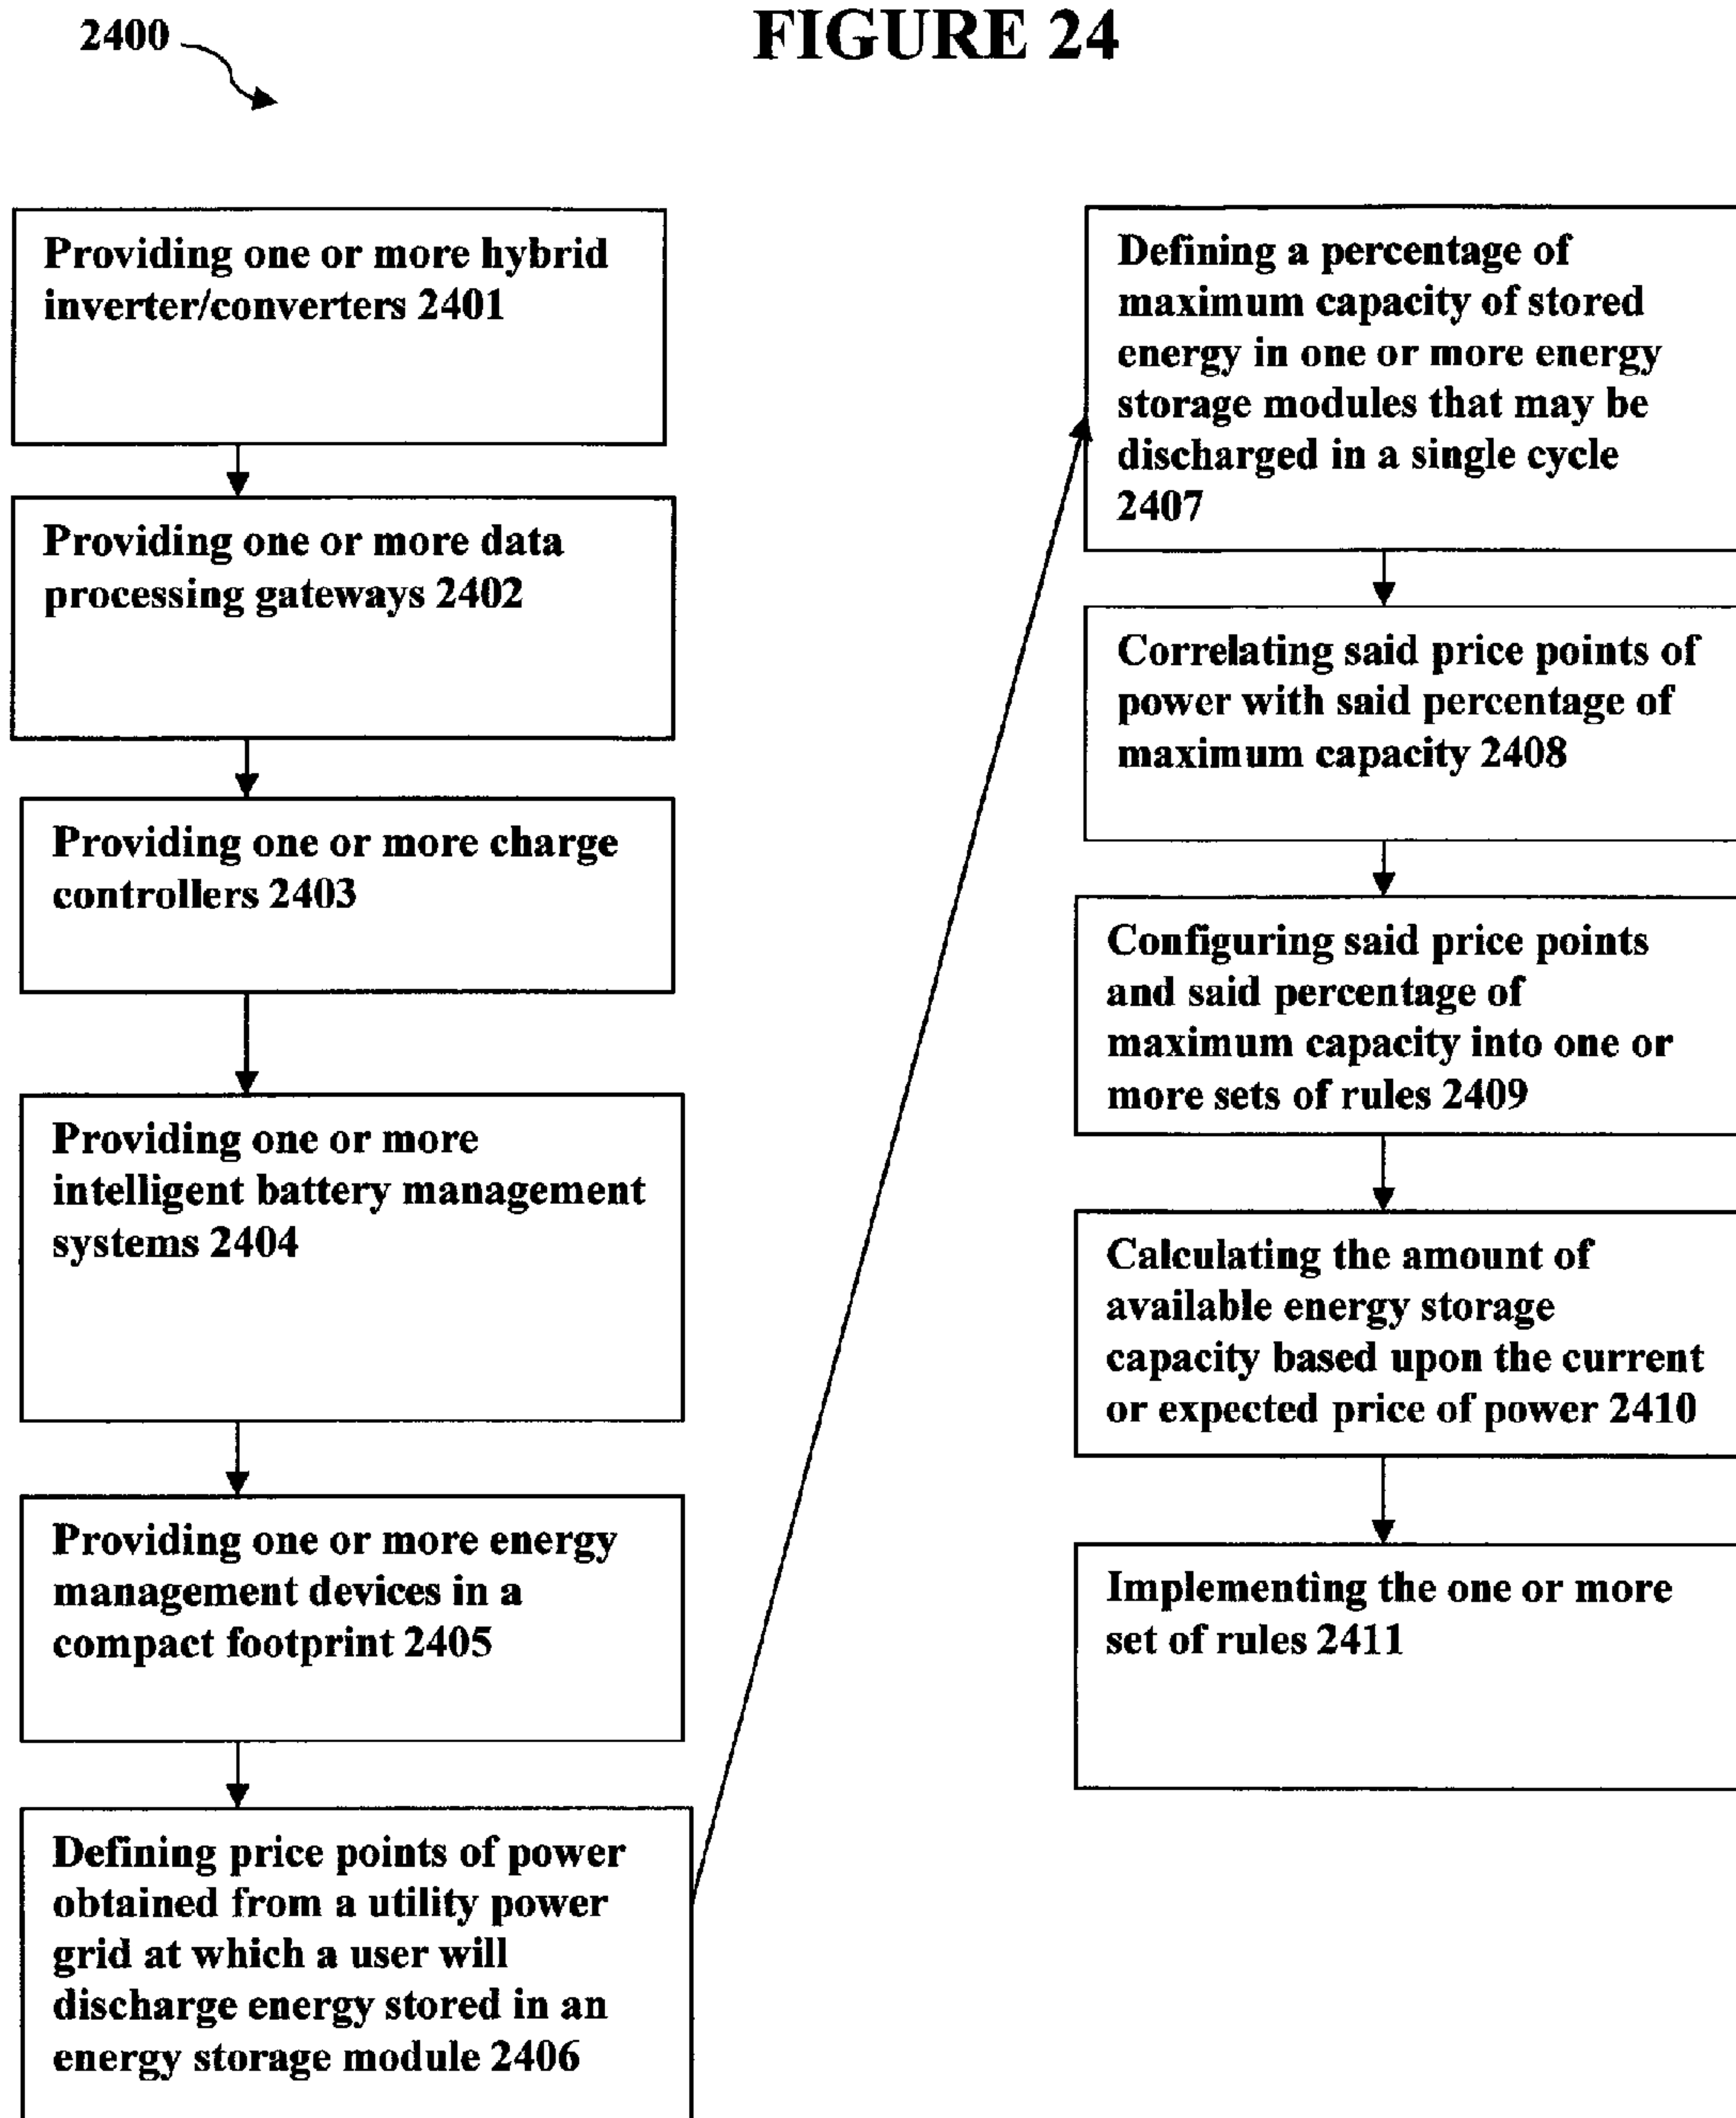 2400
FIGURE 24
Providing one or more hybrid
inverter/converters 2401
Providing one or more data
processing gateways 2402
Providing one or more charge
controllers 2403
Providing one or more
intelligent battery management
systems 2404
Providing one or more energy
management devices in a
compact footprint 2405
Defining price points of power
obtained from a utility power
grid at which a user will
discharge energy stored in an
energy storage module 2406
Defining a percentage of
maximum capacity of stored
energy in one or more energy
storage modules that may be
discharged in a single cycle
2407
Correlating said price points of
power with said percentage of
maximum capacity 2408
Configuring said price points
and said percentage of
maximum capacity into one or
more sets of rules 2409
Calculating the amount of
available energy storage
capacity based upon the current
or expected price of power 2410
Implementing the one or more
set of rules 2411